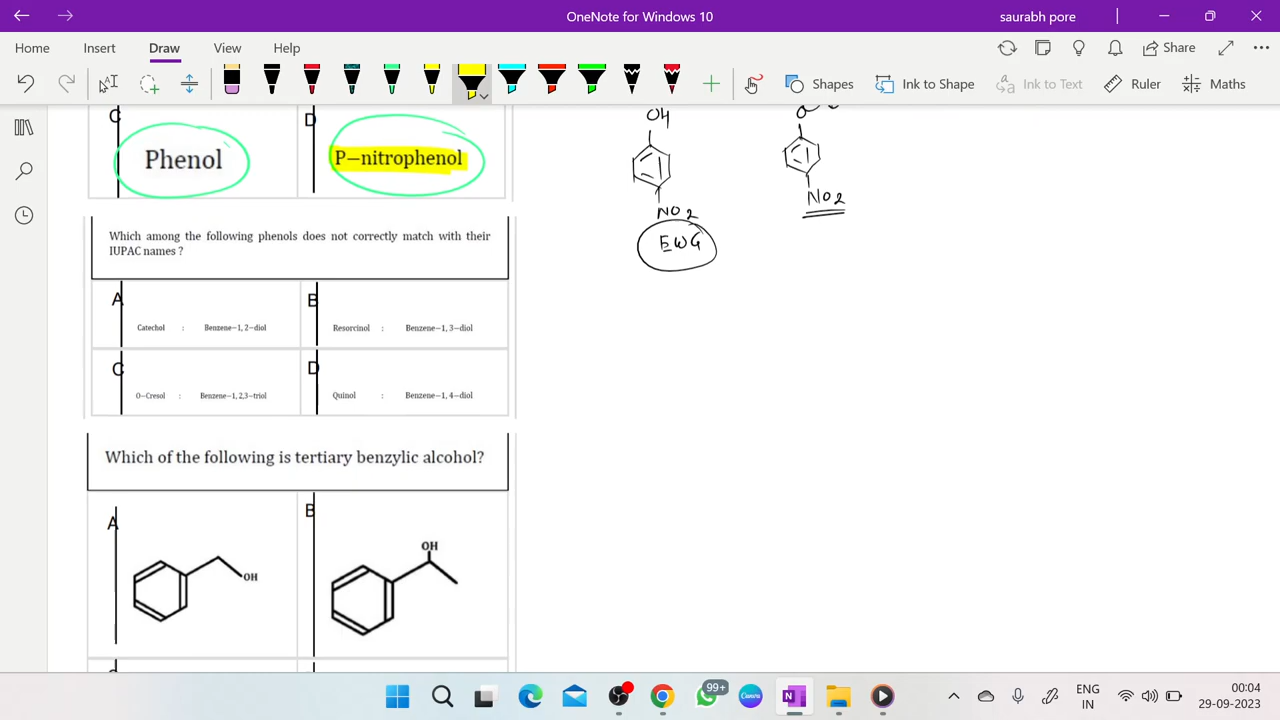 OneNote for Windows 10
saurabh pore
Home Insert Draw View Help
Share
Shapes Ink to Shape Ink to Text Ruler Maths
C D
Phenol P−nitrophenol
OH
NO2
EWG
NO2
Which among the following phenols does not correctly match with their
IUPAC names ?
A B
Catechol : Benzene−1, 2−diol Resorcinol : Benzene−1, 3−diol
C D
O−Cresol : Benzene−1, 2,3−triol Quinol : Benzene−1, 4−diol
Which of the following is tertiary benzylic alcohol?
A B
OH
OH
99+
Canva
ENG
IN
00:04
29-09-2023